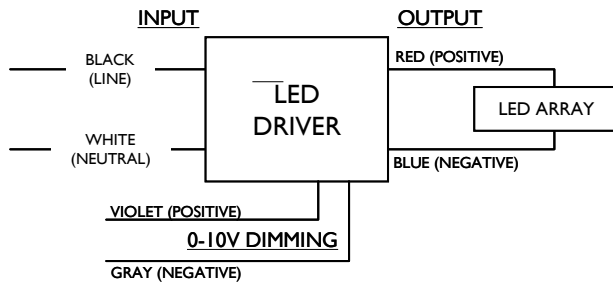 INPUT
OUTPUT
BLACK
(LINE)
RED (POSITIVE)
LED
DRIVER
LED ARRAY
WHITE
(NEUTRAL)
BLUE (NEGATIVE)
VIOLET (POSITIVE)
0-10V DIMMING
GRAY (NEGATIVE)